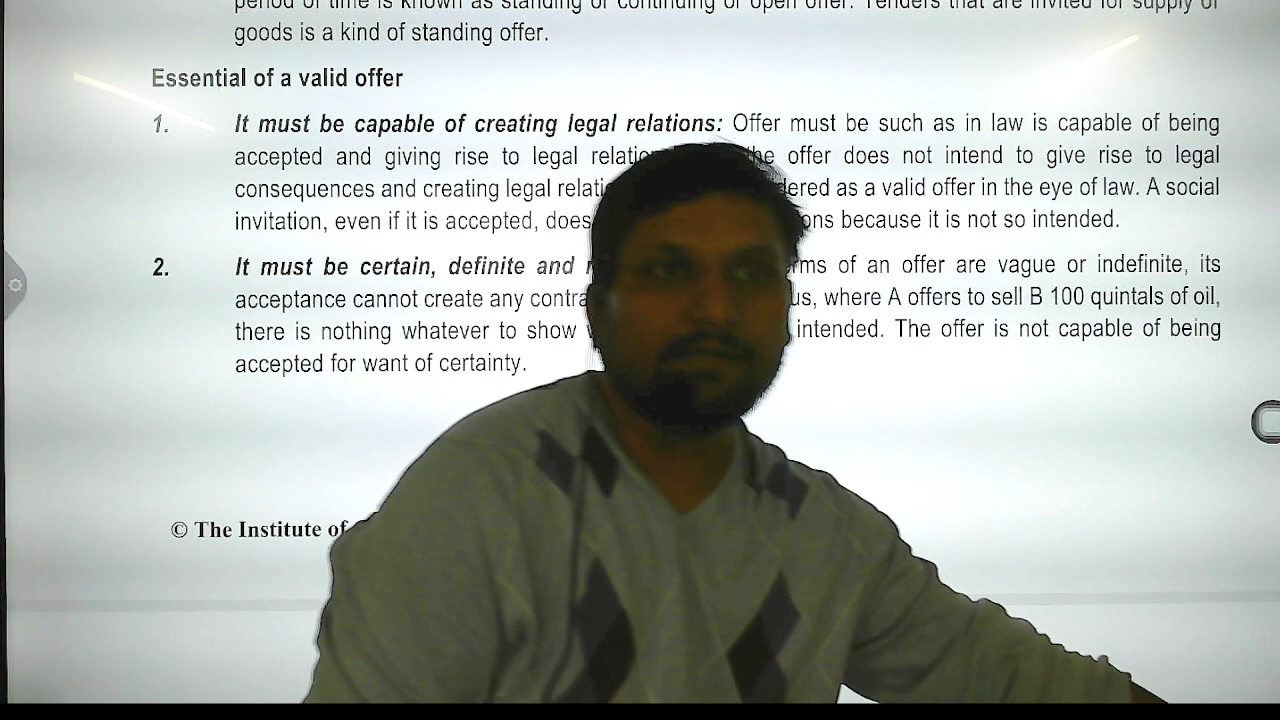 period of time is known as standing or continuing or open offer. Tenders that are invited for supply of
goods is a kind of standing offer.
Essential of a valid offer
1. It must be capable of creating legal relations: Offer must be such as in law is capable of being
accepted and giving rise to legal the offer does not intend to give rise to legal
consequences and creating legal as a valid offer in the eye of law. A social
invitation, even if it is accepted, does because it is not so intended.
2. It must be certain, definite and of an offer are vague or indefinite, its
acceptance cannot create any where A offers to sell B 100 quintals of oil,
there is nothing whatever to show intended. The offer is not capable of being
accepted for want of certainty.
© The Institute of